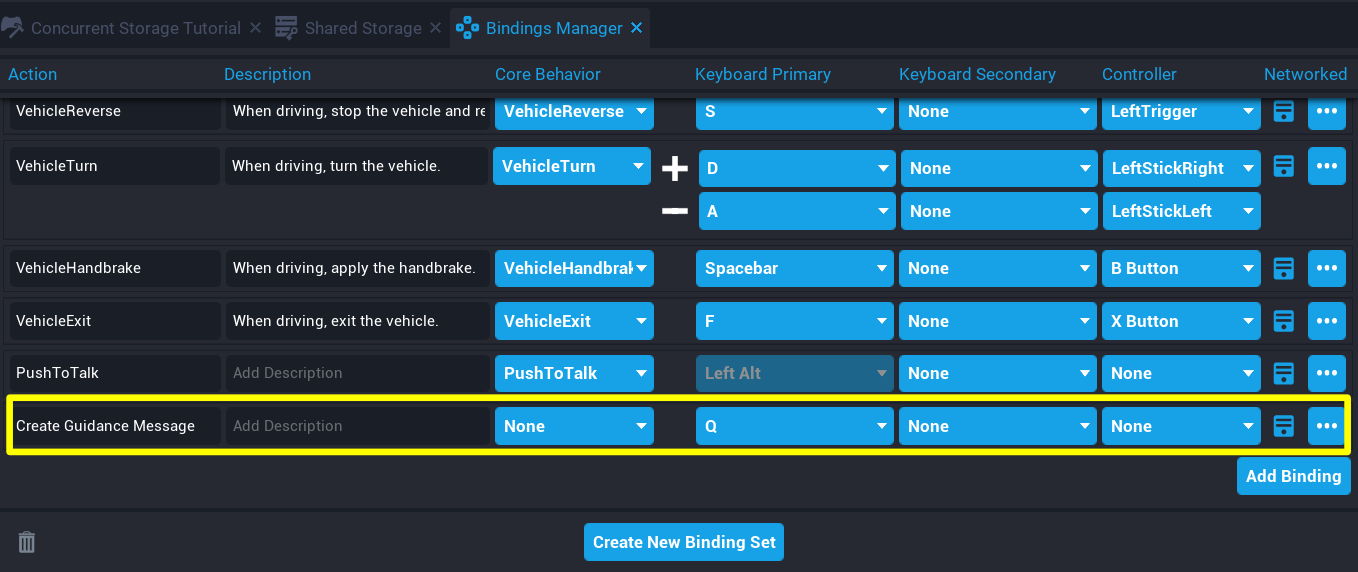 Concurrent Storage Tutorial Shared Storage Bindings Manager
Action Description Core Behavior Keyboard Primary Keyboard Secondary Controller Networked
VehicleReverse When driving, stop the vehicle and re VehicleReverse S None LeftTrigger
VehicleTurn When driving, turn the vehicle. VehicleTurn D None LeftStickRight
A None LeftStickLeft
VehicleHandbrake When driving, apply the handbrake. VehicleHandbrak Spacebar None B Button
VehicleExit When driving, exit the vehicle. VehicleExit F None X Button
PushToTalk Add Description PushToTalk Left Alt None None
Create Guidance Message Add Description None Q None None
Add Binding
Create New Binding Set